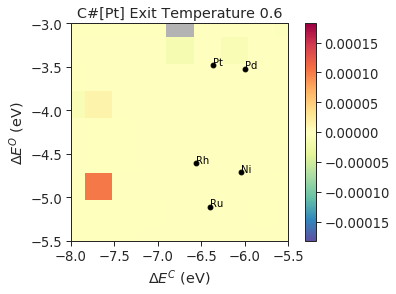 C#[Pt] Exit Temperature 0.6
−3.0
−3.5
−4.0
−4.5
−5.0
−5.5
ΔE^O (eV)
Pt
Pd
Rh
Ni
Ru
−8.0 −7.5 −7.0 −6.5 −6.0 −5.5
ΔE^C (eV)
0.00015
0.00010
0.00005
0.00000
−0.00005
−0.00010
−0.00015